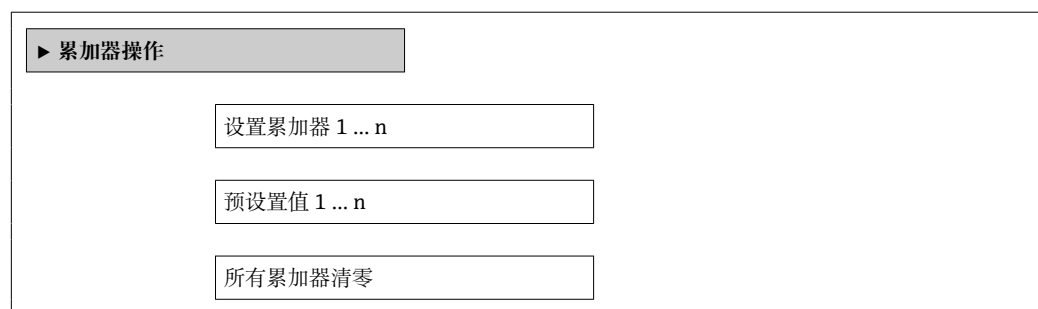 ▶ 累加器操作
设置累加器 1 ... n
预设置值 1 ... n
所有累加器清零